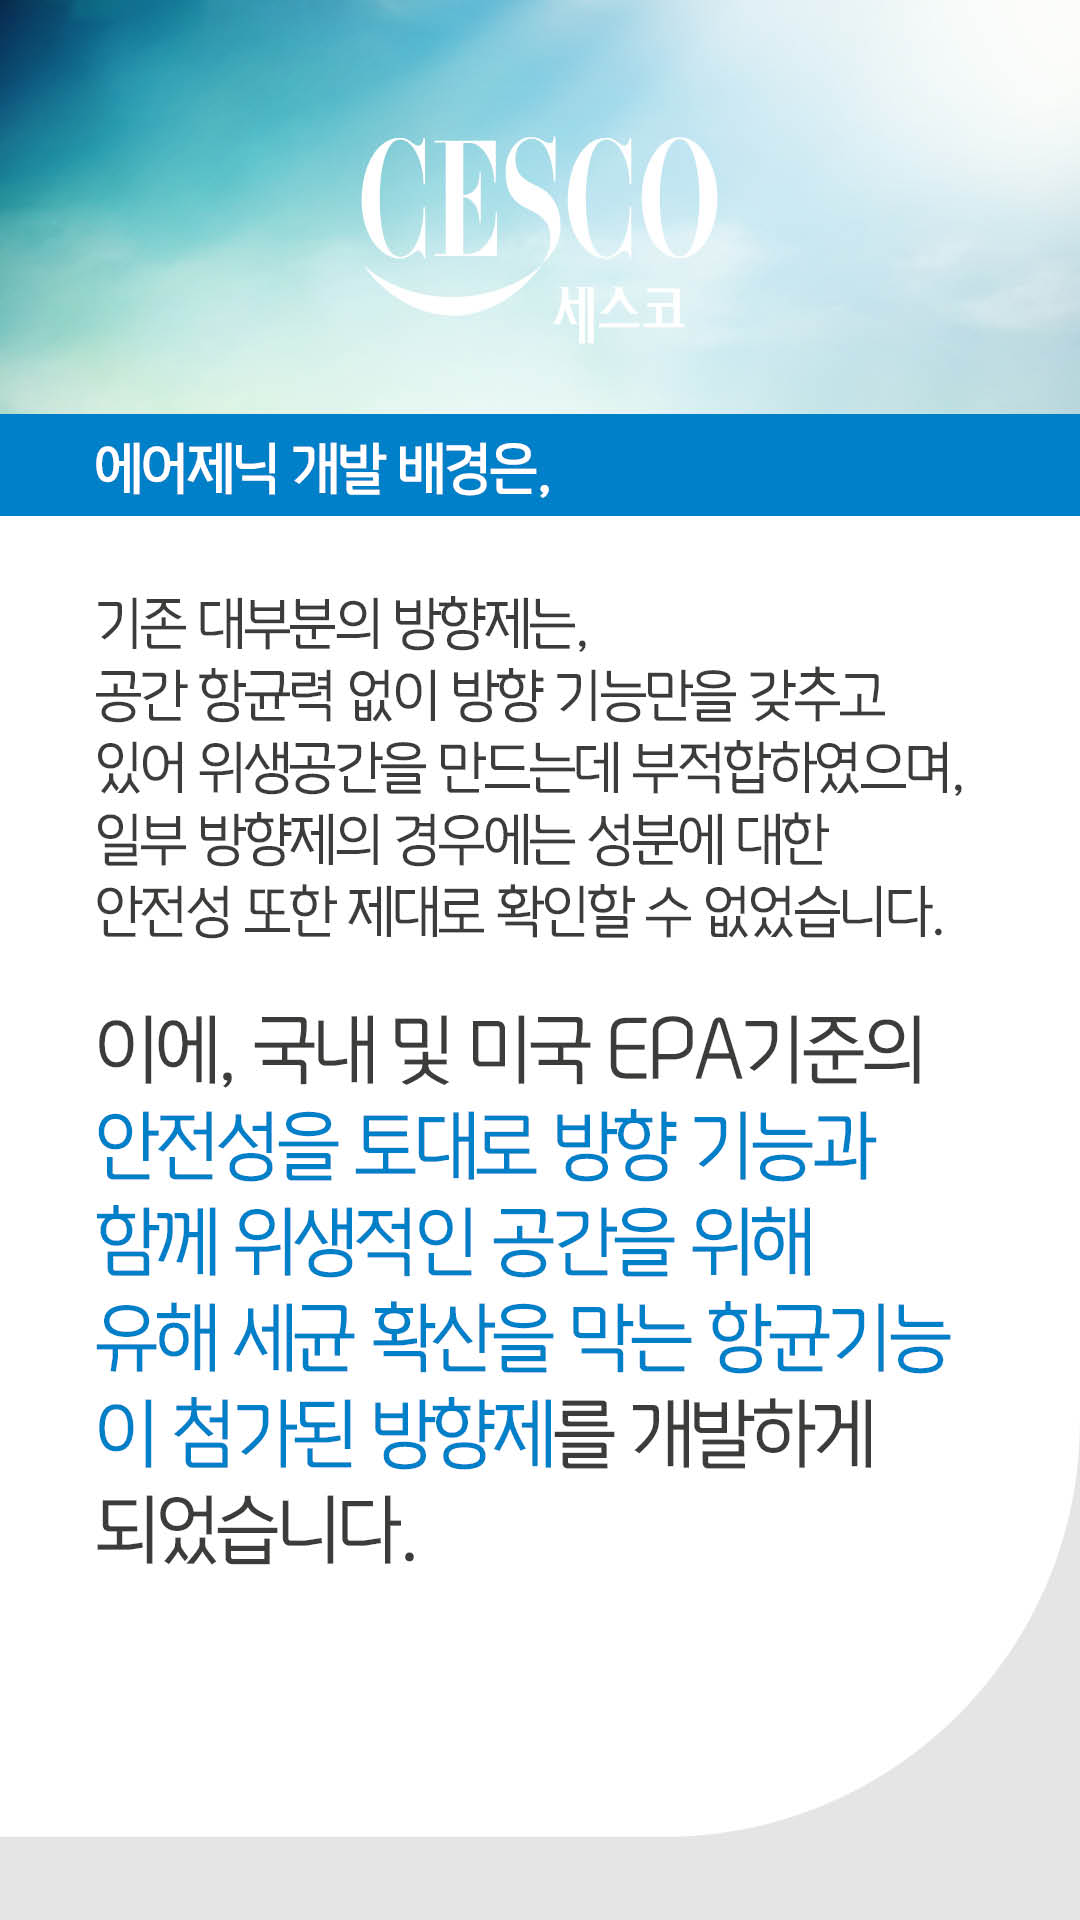 CESCO
세스코
에어제닉 개발 배경은,
기존 대부분의 방향제는,
공간 항균력 없이 방향 기능만을 갖추고
있어 위생공간을 만드는데 부적합하였으며,
일부 방향제의 경우에는 성분에 대한
안전성 또한 제대로 확인할 수 없었습니다.
이에, 국내 및 미국 EPA기준의
안전성을 토대로 방향 기능과
함께 위생적인 공간을 위해
유해 세균 확산을 막는 항균기능
이 첨가된 방향제를 개발하게
되었습니다.